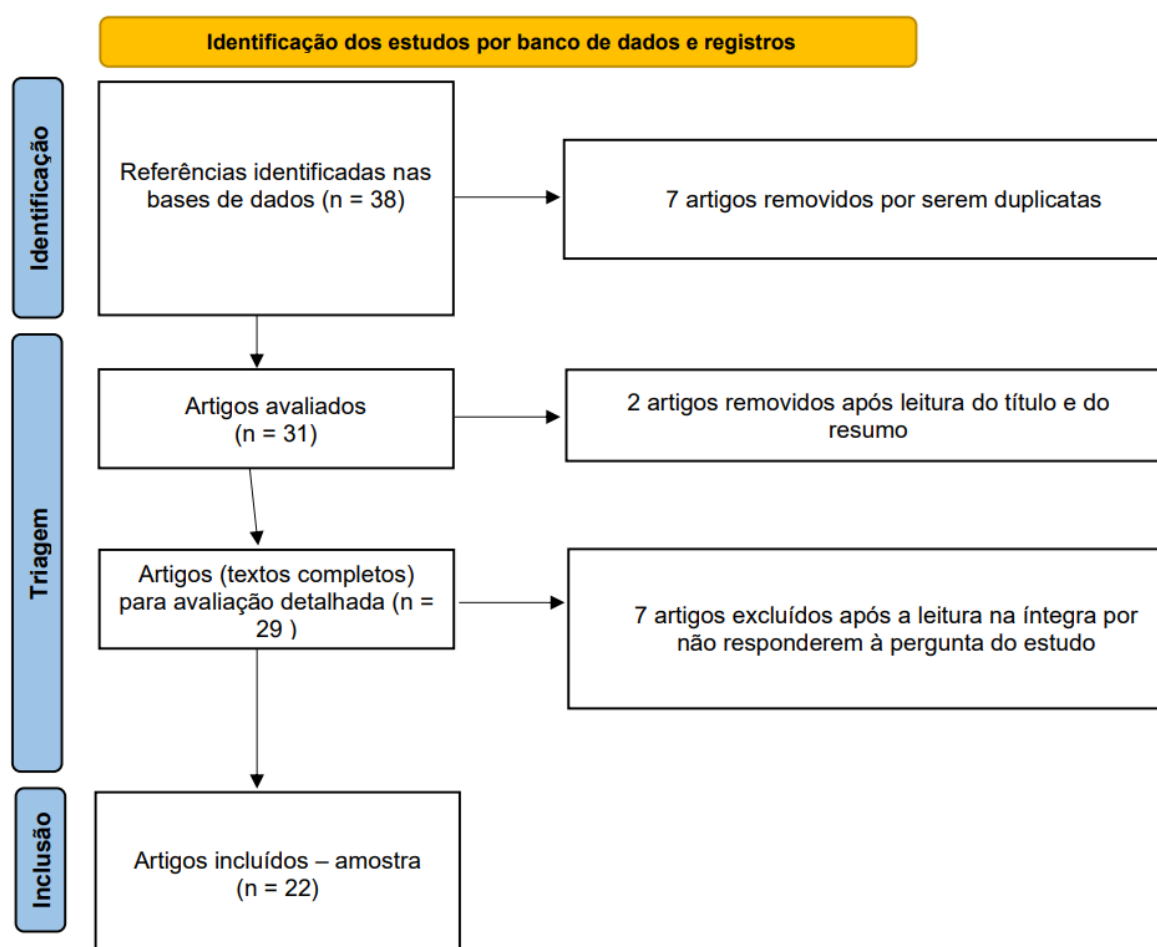 Identificação dos estudos por banco de dados e registros
Identificação
Referências identificadas nas
bases de dados (n = 38)
7 artigos removidos por serem duplicatas
Triagem
Artigos avaliados
(n = 31)
2 artigos removidos após leitura do título e do
resumo
Artigos (textos completos)
para avaliação detalhada (n =
29 )
7 artigos excluídos após a leitura na íntegra por
não responderem à pergunta do estudo
Inclusão
Artigos incluídos – amostra
(n = 22)